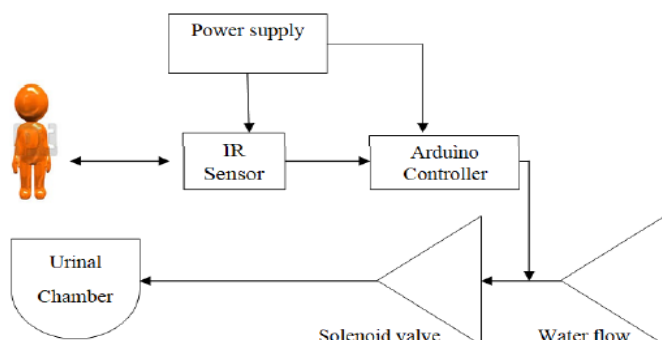 Power supply
IR
Sensor
Arduino
Controller
Urinal
Chamber
Solenoid valve
Water flow